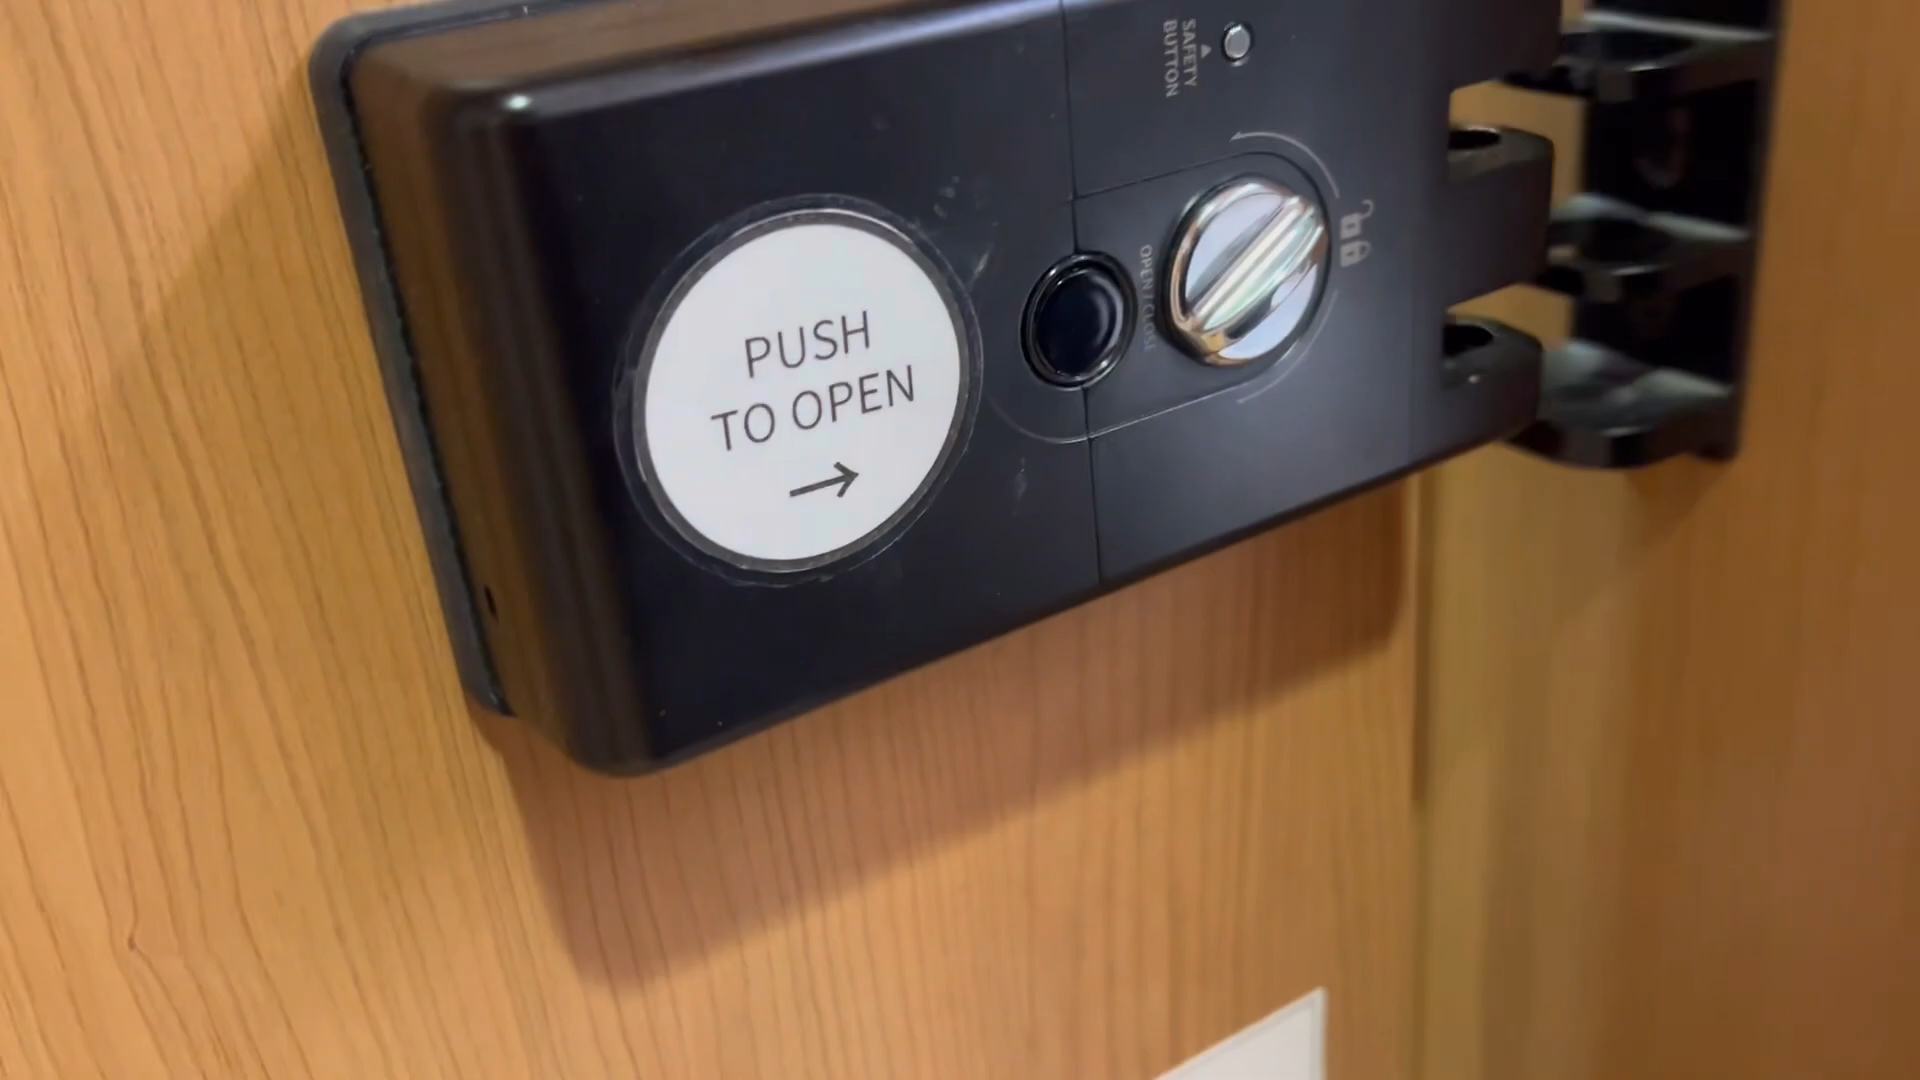 SAFETY
BUTTON
PUSH
TO OPEN
→
OPEN / CLOSE